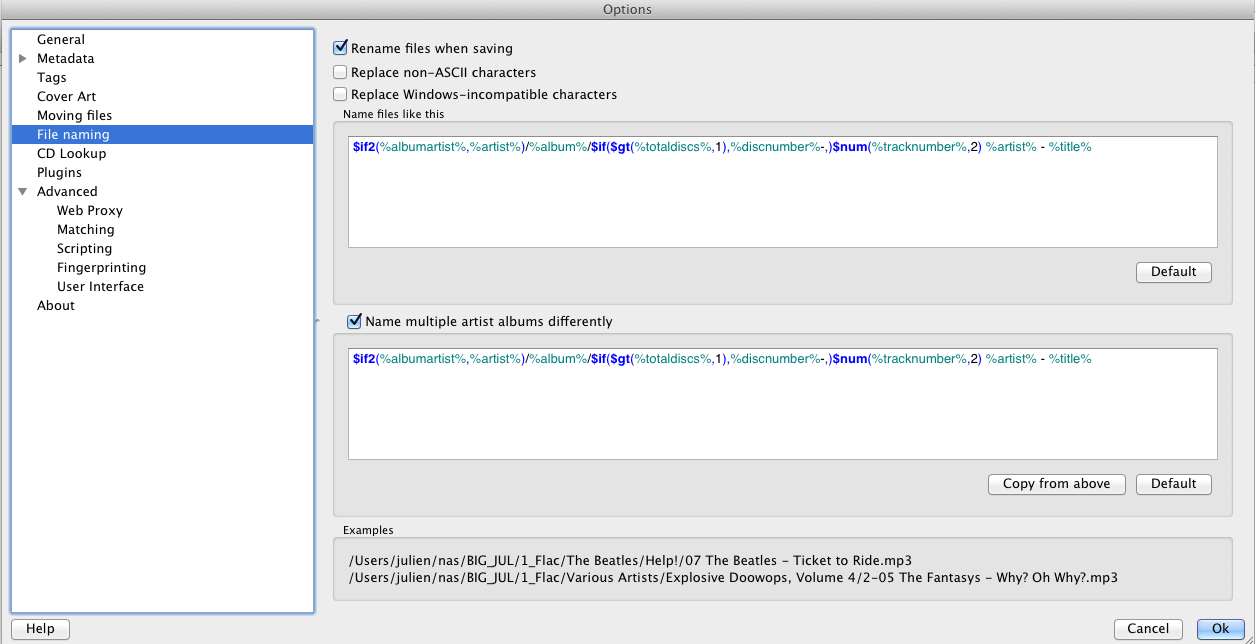 Options
General
Metadata
Tags
Cover Art
Moving files
File naming
CD Lookup
Plugins
Advanced
Web Proxy
Matching
Scripting
Fingerprinting
User Interface
About
Rename files when saving
Replace non-ASCII characters
Replace Windows-incompatible characters
Name files like this
$if2(%albumartist%,%artist%)/%album%/$if($gt(%totaldiscs%,1),%discnumber%-,)$num(%tracknumber%,2) %artist% - %title%
Default
Name multiple artist albums differently
$if2(%albumartist%,%artist%)/%album%/$if($gt(%totaldiscs%,1),%discnumber%-,)$num(%tracknumber%,2) %artist% - %title%
Copy from above Default
Examples
/Users/julien/nas/BIG_JUL/1_Flac/The Beatles/Help!/07 The Beatles - Ticket to Ride.mp3
/Users/julien/nas/BIG_JUL/1_Flac/Various Artists/Explosive Doowops, Volume 4/2-05 The Fantasys - Why? Oh Why?.mp3
Help Cancel Ok